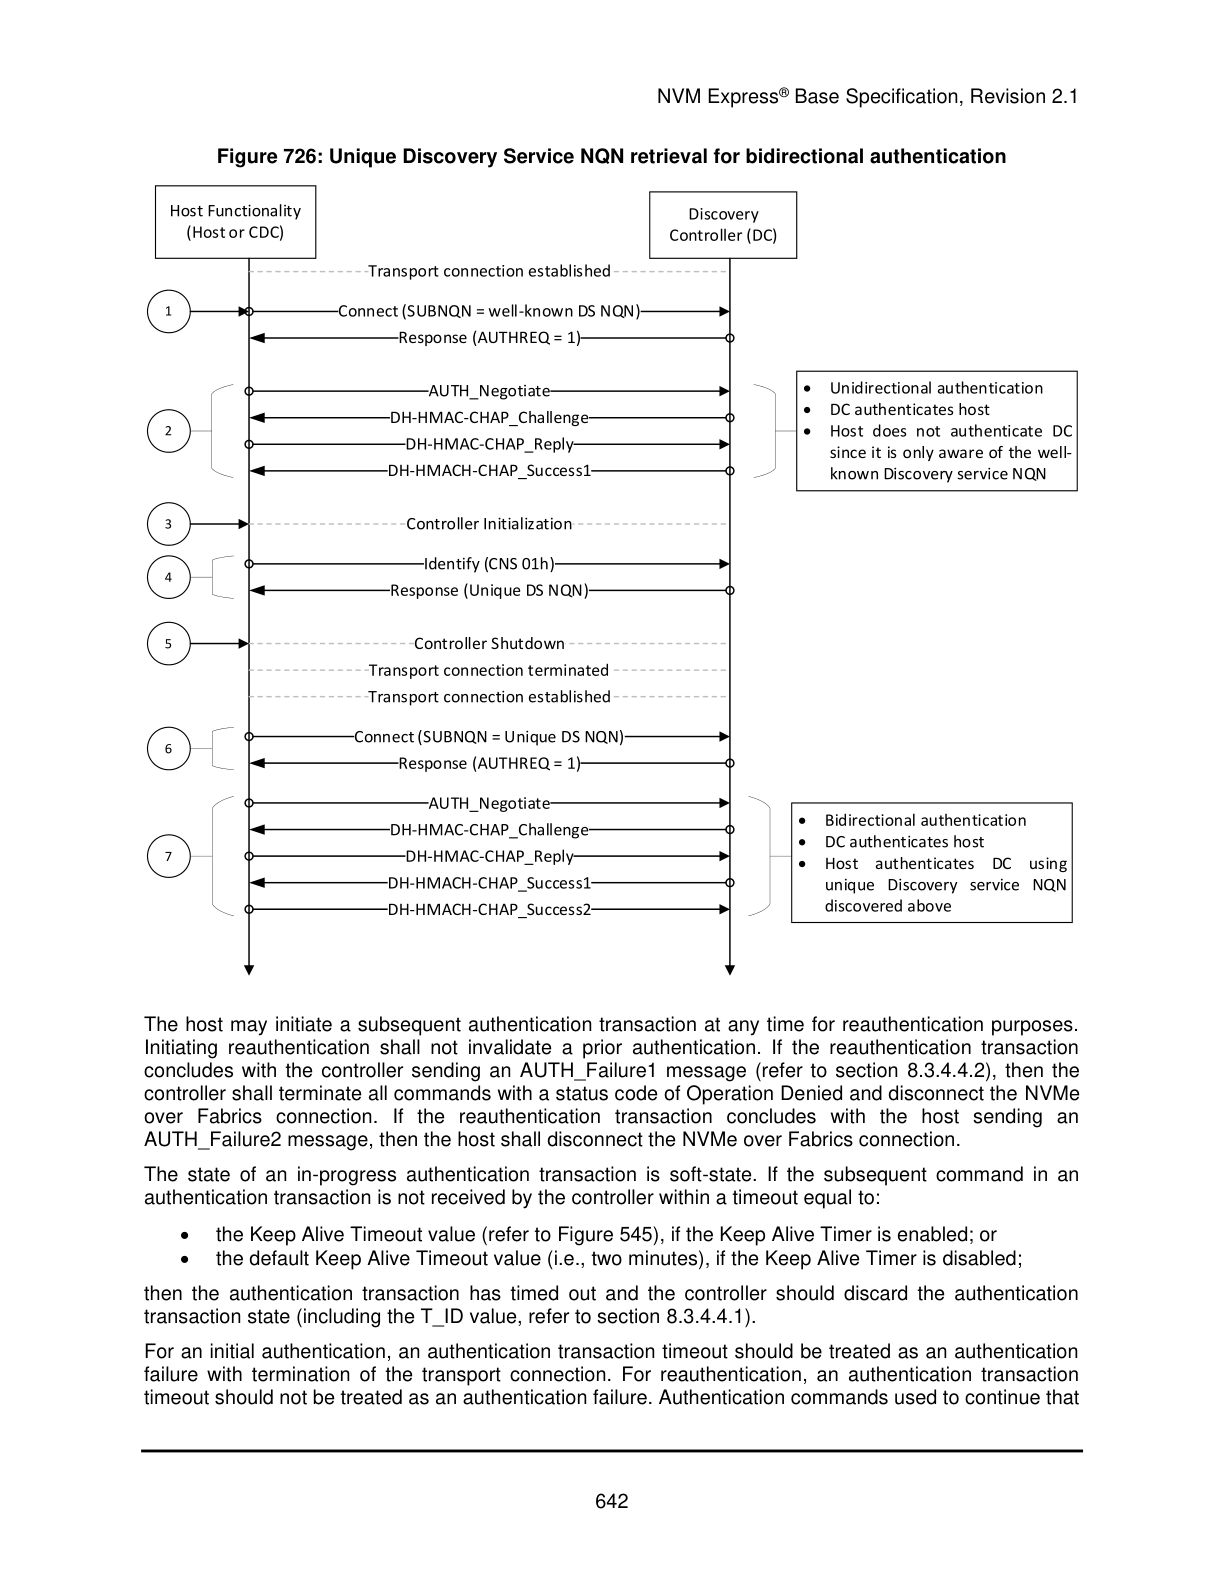 NVM Express® Base Specification, Revision 2.1
Figure 726: Unique Discovery Service NQN retrieval for bidirectional authentication
Host Functionality
(Host or CDC)
Discovery
Controller (DC)
Transport connection established
1
Connect (SUBNQN = well-known DS NQN)
Response (AUTHREQ = 1)
2
AUTH_Negotiate
DH-HMAC-CHAP_Challenge
DH-HMAC-CHAP_Reply
DH-HMACH-CHAP_Success1
• Unidirectional authentication
• DC authenticates host
• Host does not authenticate DC
since it is only aware of the well-
known Discovery service NQN
3
Controller Initialization
4
Identify (CNS 01h)
Response (Unique DS NQN)
5
Controller Shutdown
Transport connection terminated
Transport connection established
6
Connect (SUBNQN = Unique DS NQN)
Response (AUTHREQ = 1)
7
AUTH_Negotiate
DH-HMAC-CHAP_Challenge
DH-HMAC-CHAP_Reply
DH-HMACH-CHAP_Success1
DH-HMACH-CHAP_Success2
• Bidirectional authentication
• DC authenticates host
• Host authenticates DC using
unique Discovery service NQN
discovered above
The host may initiate a subsequent authentication transaction at any time for reauthentication purposes.
Initiating reauthentication shall not invalidate a prior authentication. If the reauthentication transaction
concludes with the controller sending an AUTH_Failure1 message (refer to section 8.3.4.4.2), then the
controller shall terminate all commands with a status code of Operation Denied and disconnect the NVMe
over Fabrics connection. If the reauthentication transaction concludes with the host sending an
AUTH_Failure2 message, then the host shall disconnect the NVMe over Fabrics connection.
The state of an in-progress authentication transaction is soft-state. If the subsequent command in an
authentication transaction is not received by the controller within a timeout equal to:
• the Keep Alive Timeout value (refer to Figure 545), if the Keep Alive Timer is enabled; or
• the default Keep Alive Timeout value (i.e., two minutes), if the Keep Alive Timer is disabled;
then the authentication transaction has timed out and the controller should discard the authentication
transaction state (including the T_ID value, refer to section 8.3.4.4.1).
For an initial authentication, an authentication transaction timeout should be treated as an authentication
failure with termination of the transport connection. For reauthentication, an authentication transaction
timeout should not be treated as an authentication failure. Authentication commands used to continue that
642